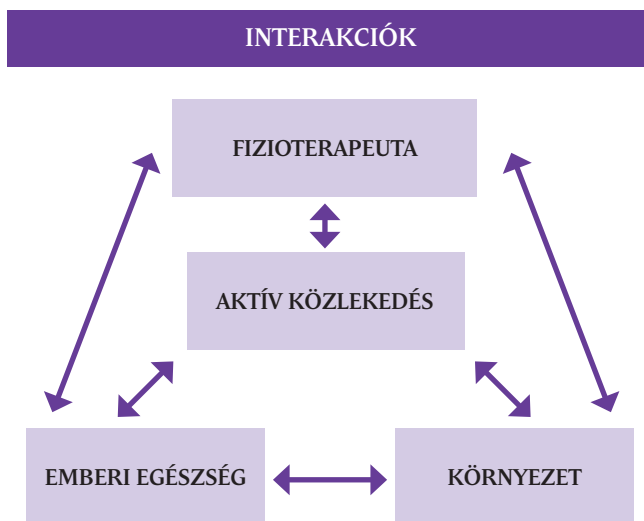 INTERAKCIÓK
FIZIOTERAPEUTA
AKTÍV KÖZLEKEDÉS
EMBERI EGÉSZSÉG
KÖRNYEZET